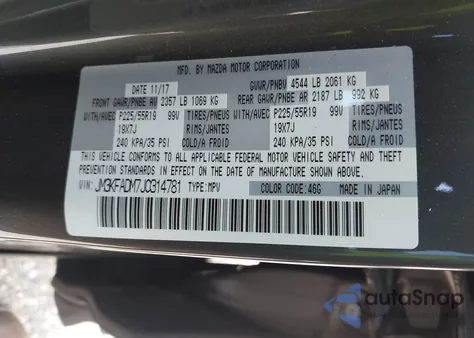 MFD. BY MAZDA MOTOR CORPORATION
DATE 11/17 GVWR/PNBV 4544 LB 2061 KG
FRONT GAWR/PNBE AV 2357 LB 1069 KG REAR GAWR/PNBE AR 2187 LB 992 KG
WITH/AVEC P225/55R19 99V TIRES/PNEUS WITH/AVEC P225/55R19 99V TIRES/PNEUS
19X7J RIMS/JANTES 19X7J RIMS/JANTES
240 KPA/35 PSI 240 KPA/35 PSI
THIS VEHICLE CONFORMS TO ALL APPLICABLE FEDERAL MOTOR VEHICLE SAFETY, BUMPER,
AND THEFT PREVENTION STANDARDS IN EFFECT ON THE DATE OF MANUFACTURE SHOWN ABOVE.
VIN: JM3KFADM7J0314781 TYPE: MPV COLOR CODE: 46G MADE IN JAPAN
autoSnap